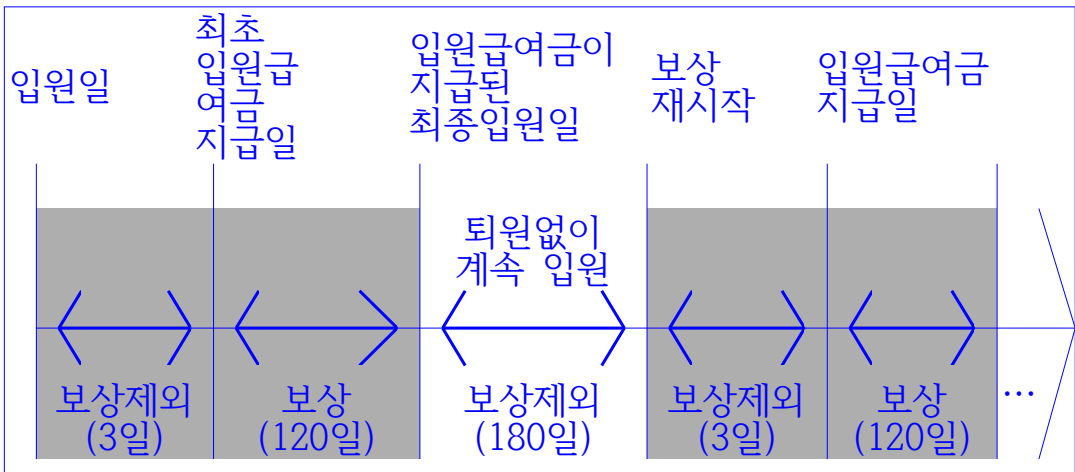 입원일
최초
입원급
여금
지급일
입원급여금이
지급된
최종입원일
보상
재시작
입원급여금
지급일
퇴원없이
계속 입원
보상제외
(3일)
보상
(120일)
보상제외
(180일)
보상제외
(3일)
보상
(120일)
…